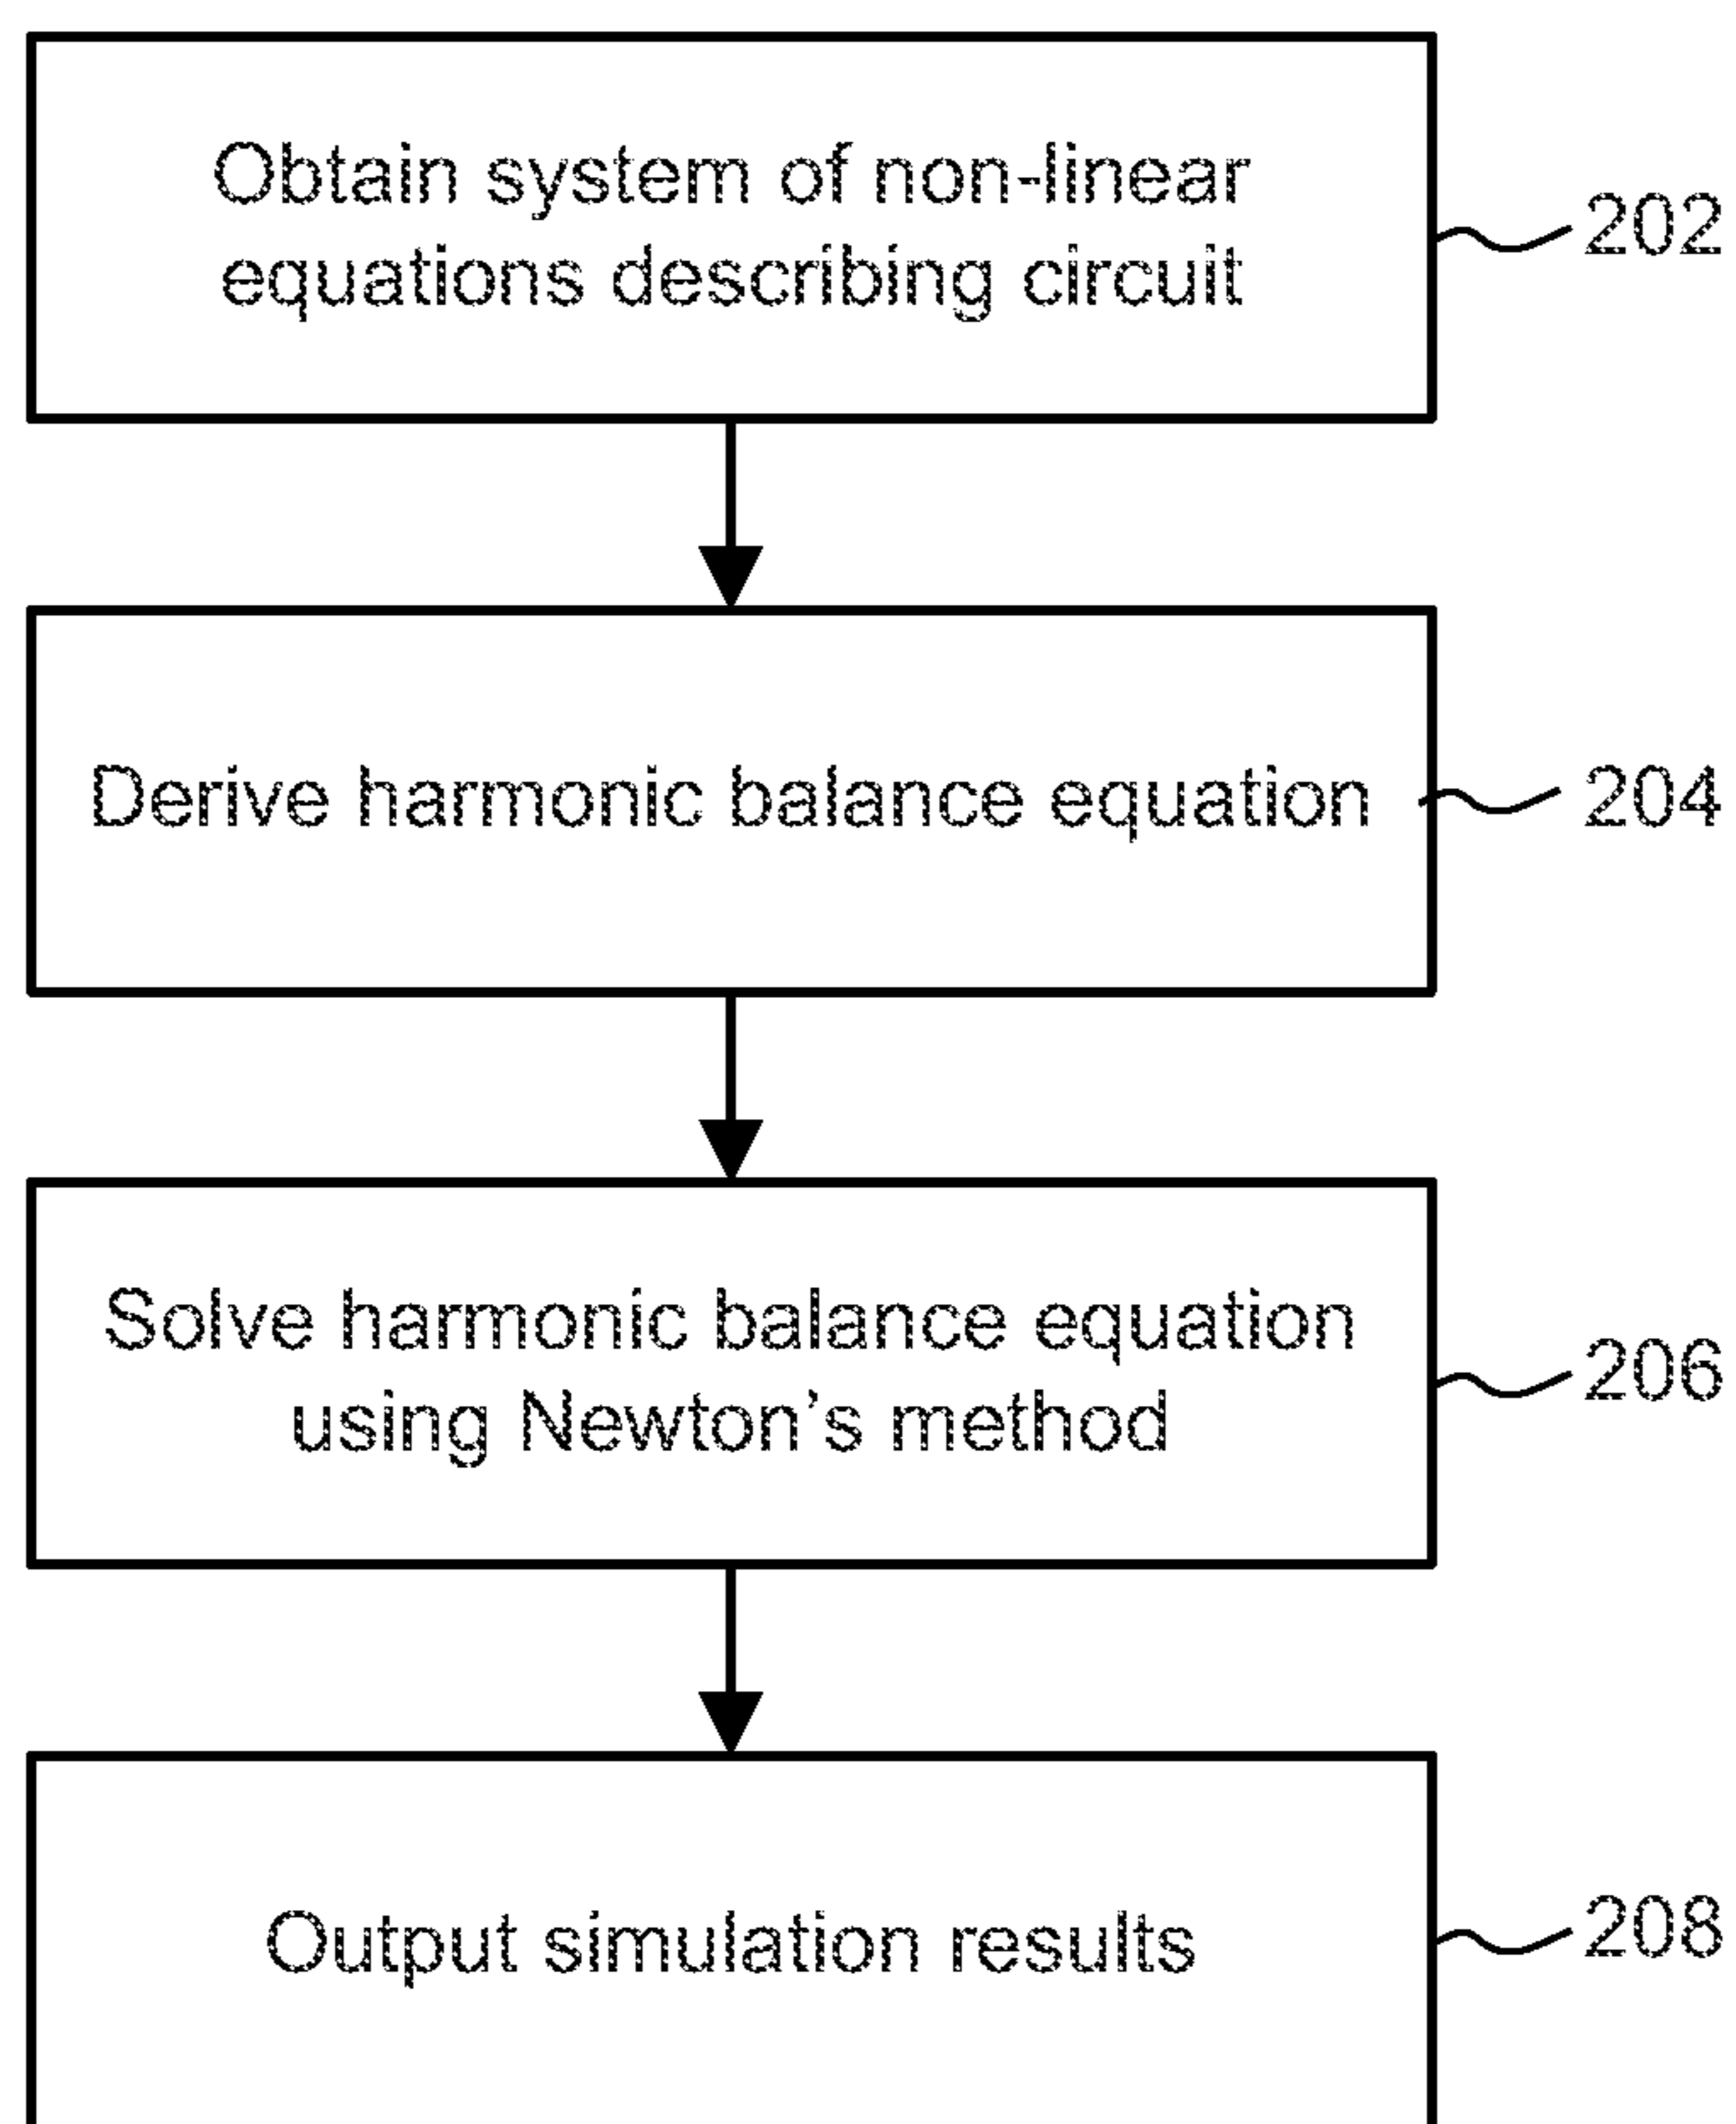 Obtain system of non-linear
equations describing circuit
202
Derive harmonic balance equation
204
Solve harmonic balance equation
using Newton's method
206
Output simulation results
208